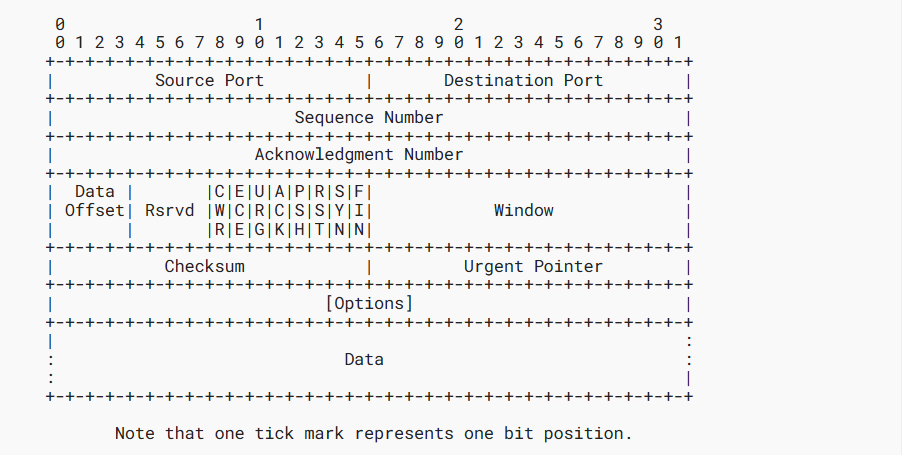 0                   1                   2                   3
 0 1 2 3 4 5 6 7 8 9 0 1 2 3 4 5 6 7 8 9 0 1 2 3 4 5 6 7 8 9 0 1
+-+-+-+-+-+-+-+-+-+-+-+-+-+-+-+-+-+-+-+-+-+-+-+-+-+-+-+-+-+-+-+-+
|          Source Port          |       Destination Port        |
+-+-+-+-+-+-+-+-+-+-+-+-+-+-+-+-+-+-+-+-+-+-+-+-+-+-+-+-+-+-+-+-+
|                        Sequence Number                        |
+-+-+-+-+-+-+-+-+-+-+-+-+-+-+-+-+-+-+-+-+-+-+-+-+-+-+-+-+-+-+-+-+
|                    Acknowledgment Number                      |
+-+-+-+-+-+-+-+-+-+-+-+-+-+-+-+-+-+-+-+-+-+-+-+-+-+-+-+-+-+-+-+-+
|  Data |       |C|E|U|A|P|R|S|F|                               |
| Offset| Rsrvd |W|C|R|C|S|S|Y|I|            Window             |
|       |       |R|E|G|K|H|T|N|N|                               |
+-+-+-+-+-+-+-+-+-+-+-+-+-+-+-+-+-+-+-+-+-+-+-+-+-+-+-+-+-+-+-+-+
|           Checksum            |         Urgent Pointer        |
+-+-+-+-+-+-+-+-+-+-+-+-+-+-+-+-+-+-+-+-+-+-+-+-+-+-+-+-+-+-+-+-+
|                           [Options]                           |
+-+-+-+-+-+-+-+-+-+-+-+-+-+-+-+-+-+-+-+-+-+-+-+-+-+-+-+-+-+-+-+-+
|                                                               :
:                             Data                              :
:                                                               |
+-+-+-+-+-+-+-+-+-+-+-+-+-+-+-+-+-+-+-+-+-+-+-+-+-+-+-+-+-+-+-+-+
Note that one tick mark represents one bit position.